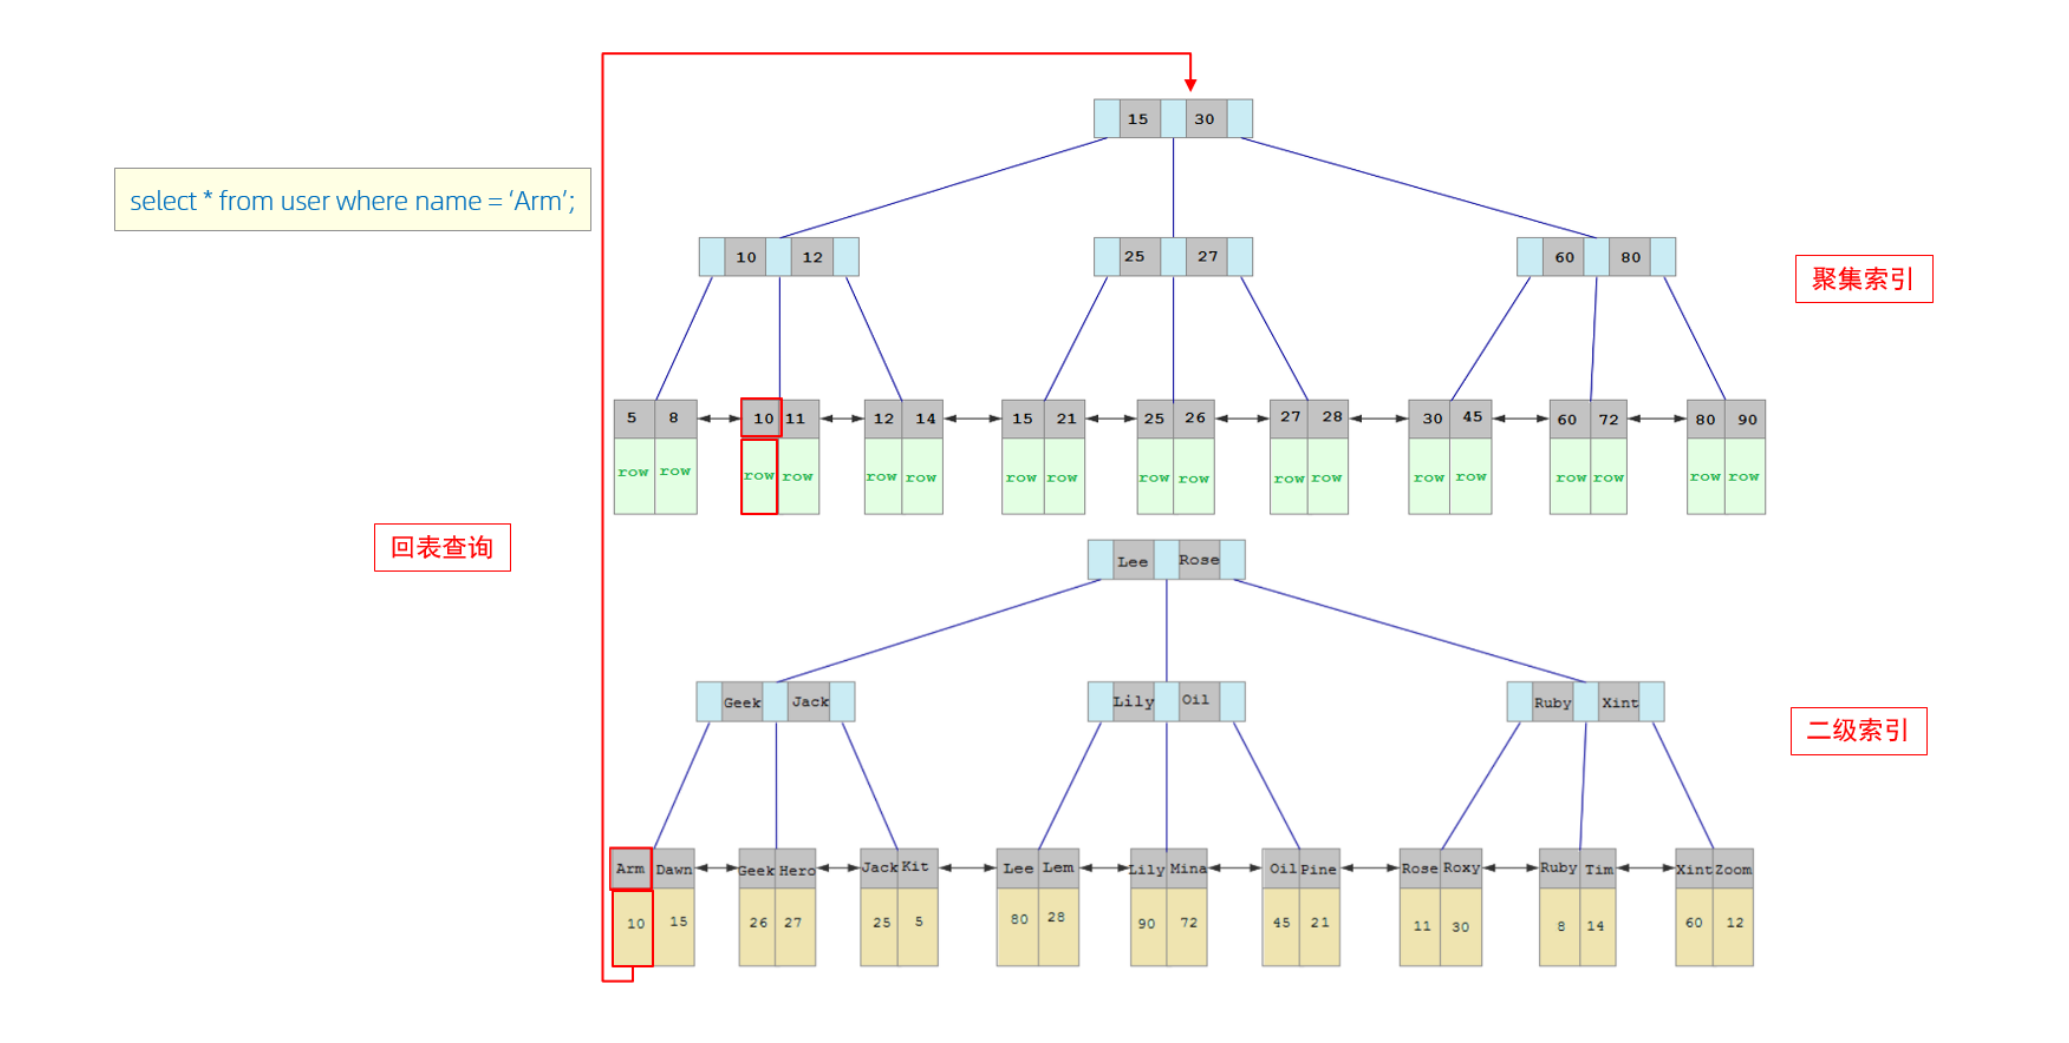 15 30
select * from user where name = ‘Arm’;
10 12 25 27 60 80
聚集索引
5 8 10 11 12 14 15 21 25 26 27 28 30 45 60 72 80 90
row row row row row row row row row row row row row row row row row row
回表查询
Lee Rose
Geek Jack Lily Oil Ruby Xint
二级索引
Arm Dawn Geek Hero Jack Kit Lee Lem Lily Mina Oil Pine Rose Roxy Ruby Tim Xint Zoom
10 15 26 27 25 5 80 28 90 72 45 21 11 30 8 14 60 12